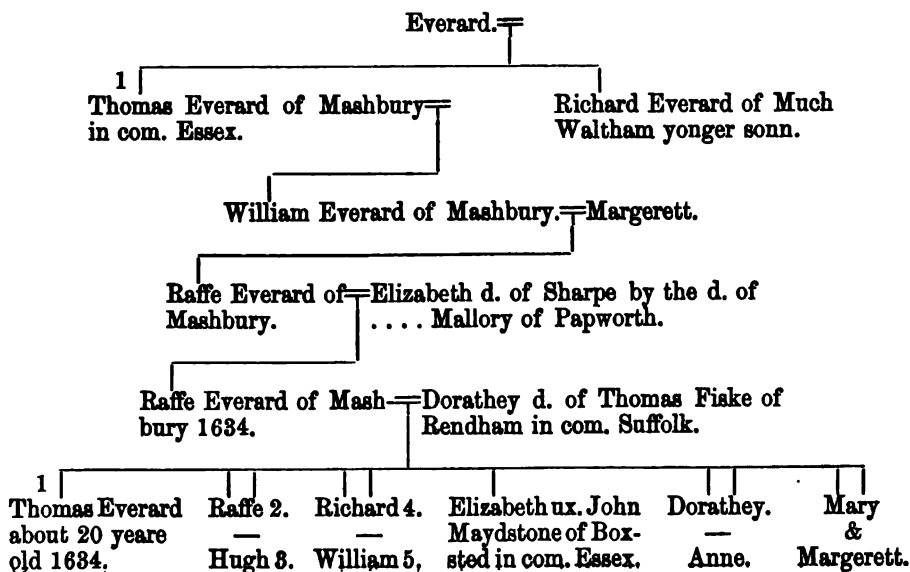 Everard.
1
Thomas Everard of Mashbury
in com. Essex.
Richard Everard of Much
Waltham yonger sonn.
William Everard of Mashbury. Margerett.
Raffe Everard of
Mashbury.
Elizabeth d. of Sharpe by the d. of
.... Mallory of Papworth.
Raffe Everard of Mash-
bury 1634.
Dorathey d. of Thomas Fiske of
Rendham in com. Suffolk.
1
Thomas Everard
about 20 yeare
old 1634.
Raffe 2.
—
Hugh 3.
Richard 4.
—
William 5.
Elizabeth ux. John
Maydstone of Box-
sted in com. Essex.
Dorathey.
—
Anne.
Mary
&
Margerett.